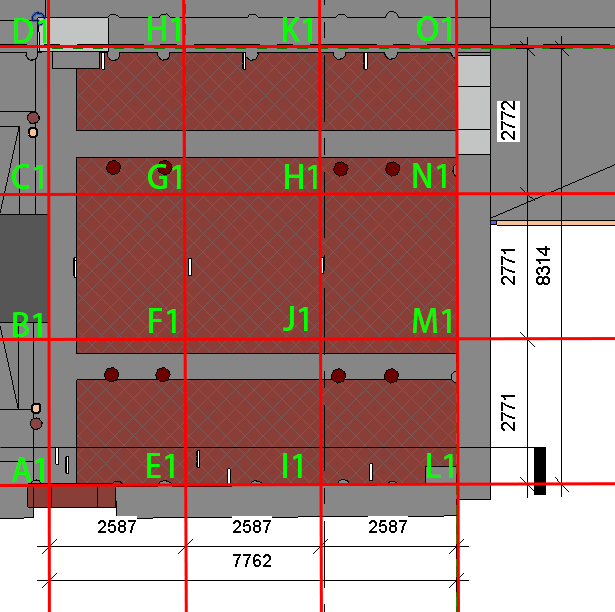 D1 H1 K1 O1
2772
C1 G1 H1 N1
2771
8314
B1 F1 J1 M1
2771
A1 E1 I1 L1
2587 2587 2587
7762